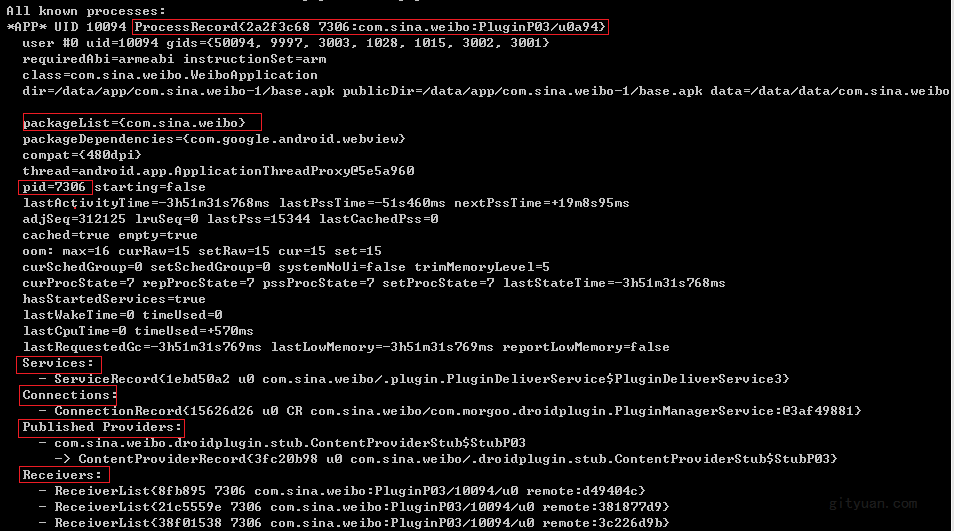 All known processes:
*APP* UID 10094 ProcessRecord{2a2f3c68 7306:com.sina.weibo:PluginP03/u0a94}
user #0 uid=10094 gids={50094, 9997, 3003, 1028, 1015, 3002, 3001}
requiredAbi=armeabi instructionSet=arm
class=com.sina.weibo.WeiboApplication
dir=/data/app/com.sina.weibo-1/base.apk publicDir=/data/app/com.sina.weibo-1/base.apk data=/data/data/com.sina.weibo
packageList={com.sina.weibo}
packageDependencies={com.google.android.webview}
compat={480dpi}
thread=android.app.ApplicationThreadProxy@5e5a960
pid=7306 starting=false
lastActivityTime=-3h51m31s768ms lastPssTime=-51s460ms nextPssTime=+19m8s95ms
adjSeq=312125 lruSeq=0 lastPss=15344 lastCachedPss=0
cached=true empty=true
oom: max=16 curRaw=15 setRaw=15 cur=15 set=15
curSchedGroup=0 setSchedGroup=0 systemNoUi=false trimMemoryLevel=5
curProcState=7 repProcState=7 pssProcState=7 setProcState=7 lastStateTime=-3h51m31s768ms
hasStartedServices=true
lastWakeTime=0 timeUsed=0
lastCpuTime=0 timeUsed=+570ms
lastRequestedGc=-3h51m31s769ms lastLowMemory=-3h51m31s769ms reportLowMemory=false
Services:
- ServiceRecord{1ebd50a2 u0 com.sina.weibo/.plugin.PluginDeliverService$PluginDeliverService3}
Connections:
- ConnectionRecord{15626d26 u0 CR com.sina.weibo/com.morgoo.droidplugin.PluginManagerService:@3af49881}
Published Providers:
- com.sina.weibo.droidplugin.stub.ContentProviderStub$StubP03
-> ContentProviderRecord{3fc20b98 u0 com.sina.weibo/.droidplugin.stub.ContentProviderStub$StubP03}
Receivers:
- ReceiverList{8fb895 7306 com.sina.weibo:PluginP03/10094/u0 remote:d49404c}
- ReceiverList{21c5559e 7306 com.sina.weibo:PluginP03/10094/u0 remote:381877d9}
- ReceiverList{38f01538 7306 com.sina.weibo:PluginP03/10094/u0 remote:3c226d9b}
gityuan.com